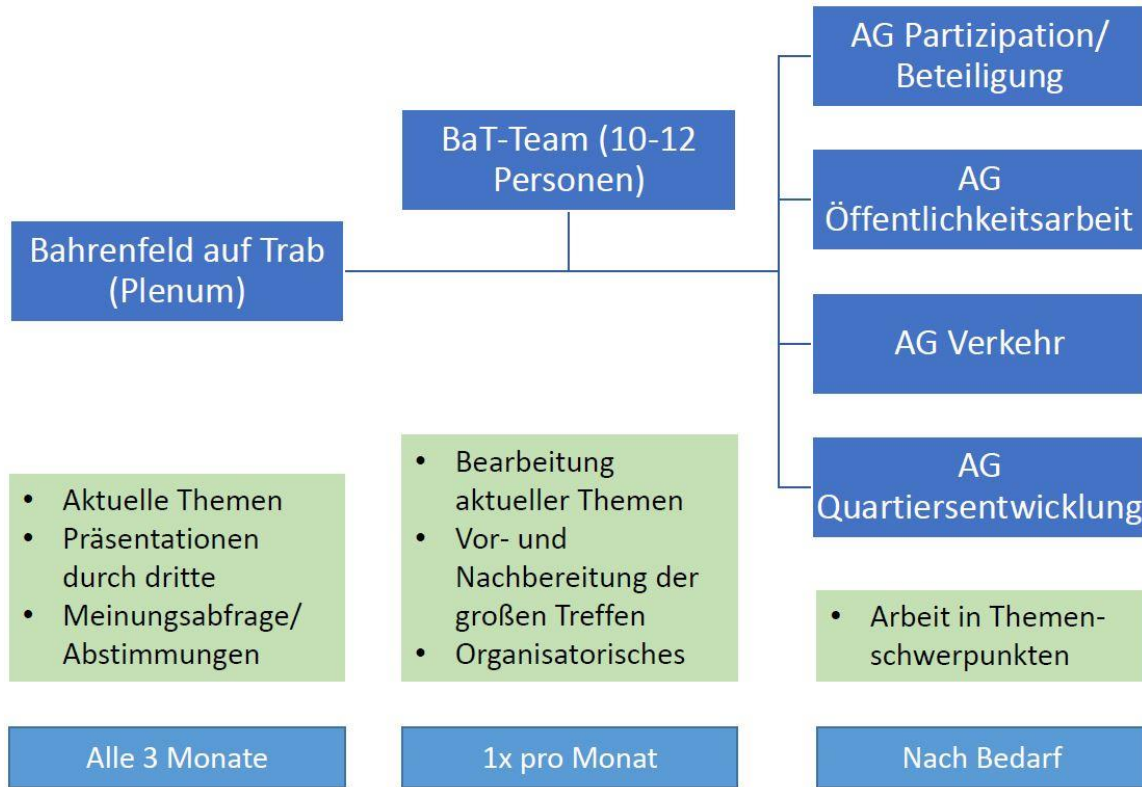 Bahrenfeld auf Trab
(Plenum)
BaT-Team (10-12
Personen)
AG Partizipation/
Beteiligung
AG
Öffentlichkeitsarbeit
AG Verkehr
AG
Quartiersentwicklung
• Aktuelle Themen
• Präsentationen
durch dritte
• Meinungsabfrage/
Abstimmungen
• Bearbeitung
aktueller Themen
• Vor- und
Nachbereitung der
großen Treffen
• Organisatorisches
• Arbeit in Themen-
schwerpunkten
Alle 3 Monate
1x pro Monat
Nach Bedarf